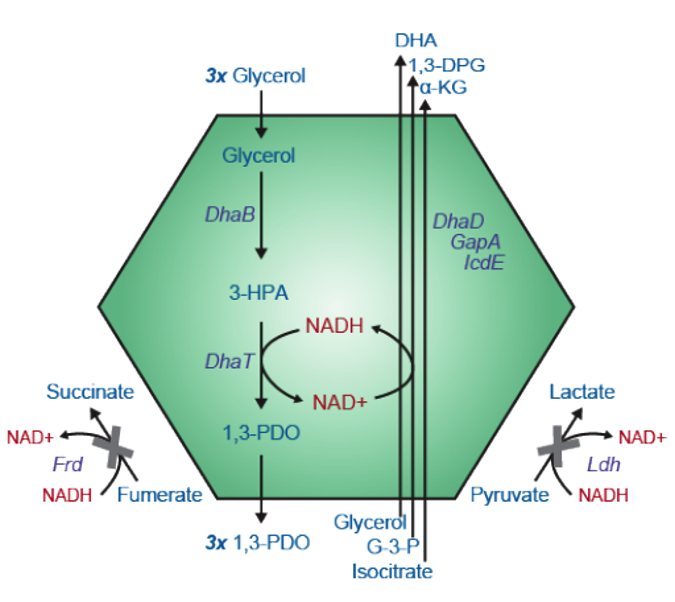 DHA
1,3-DPG
α-KG
3x Glycerol
Glycerol
DhaB
DhaD
GapA
IcdE
3-HPA
NADH
DhaT
NAD+
1,3-PDO
Succinate
NAD+
Frd
NADH
Fumerate
Lactate
NAD+
Ldh
Pyruvate
NADH
3x 1,3-PDO
Glycerol
G-3-P
Isocitrate